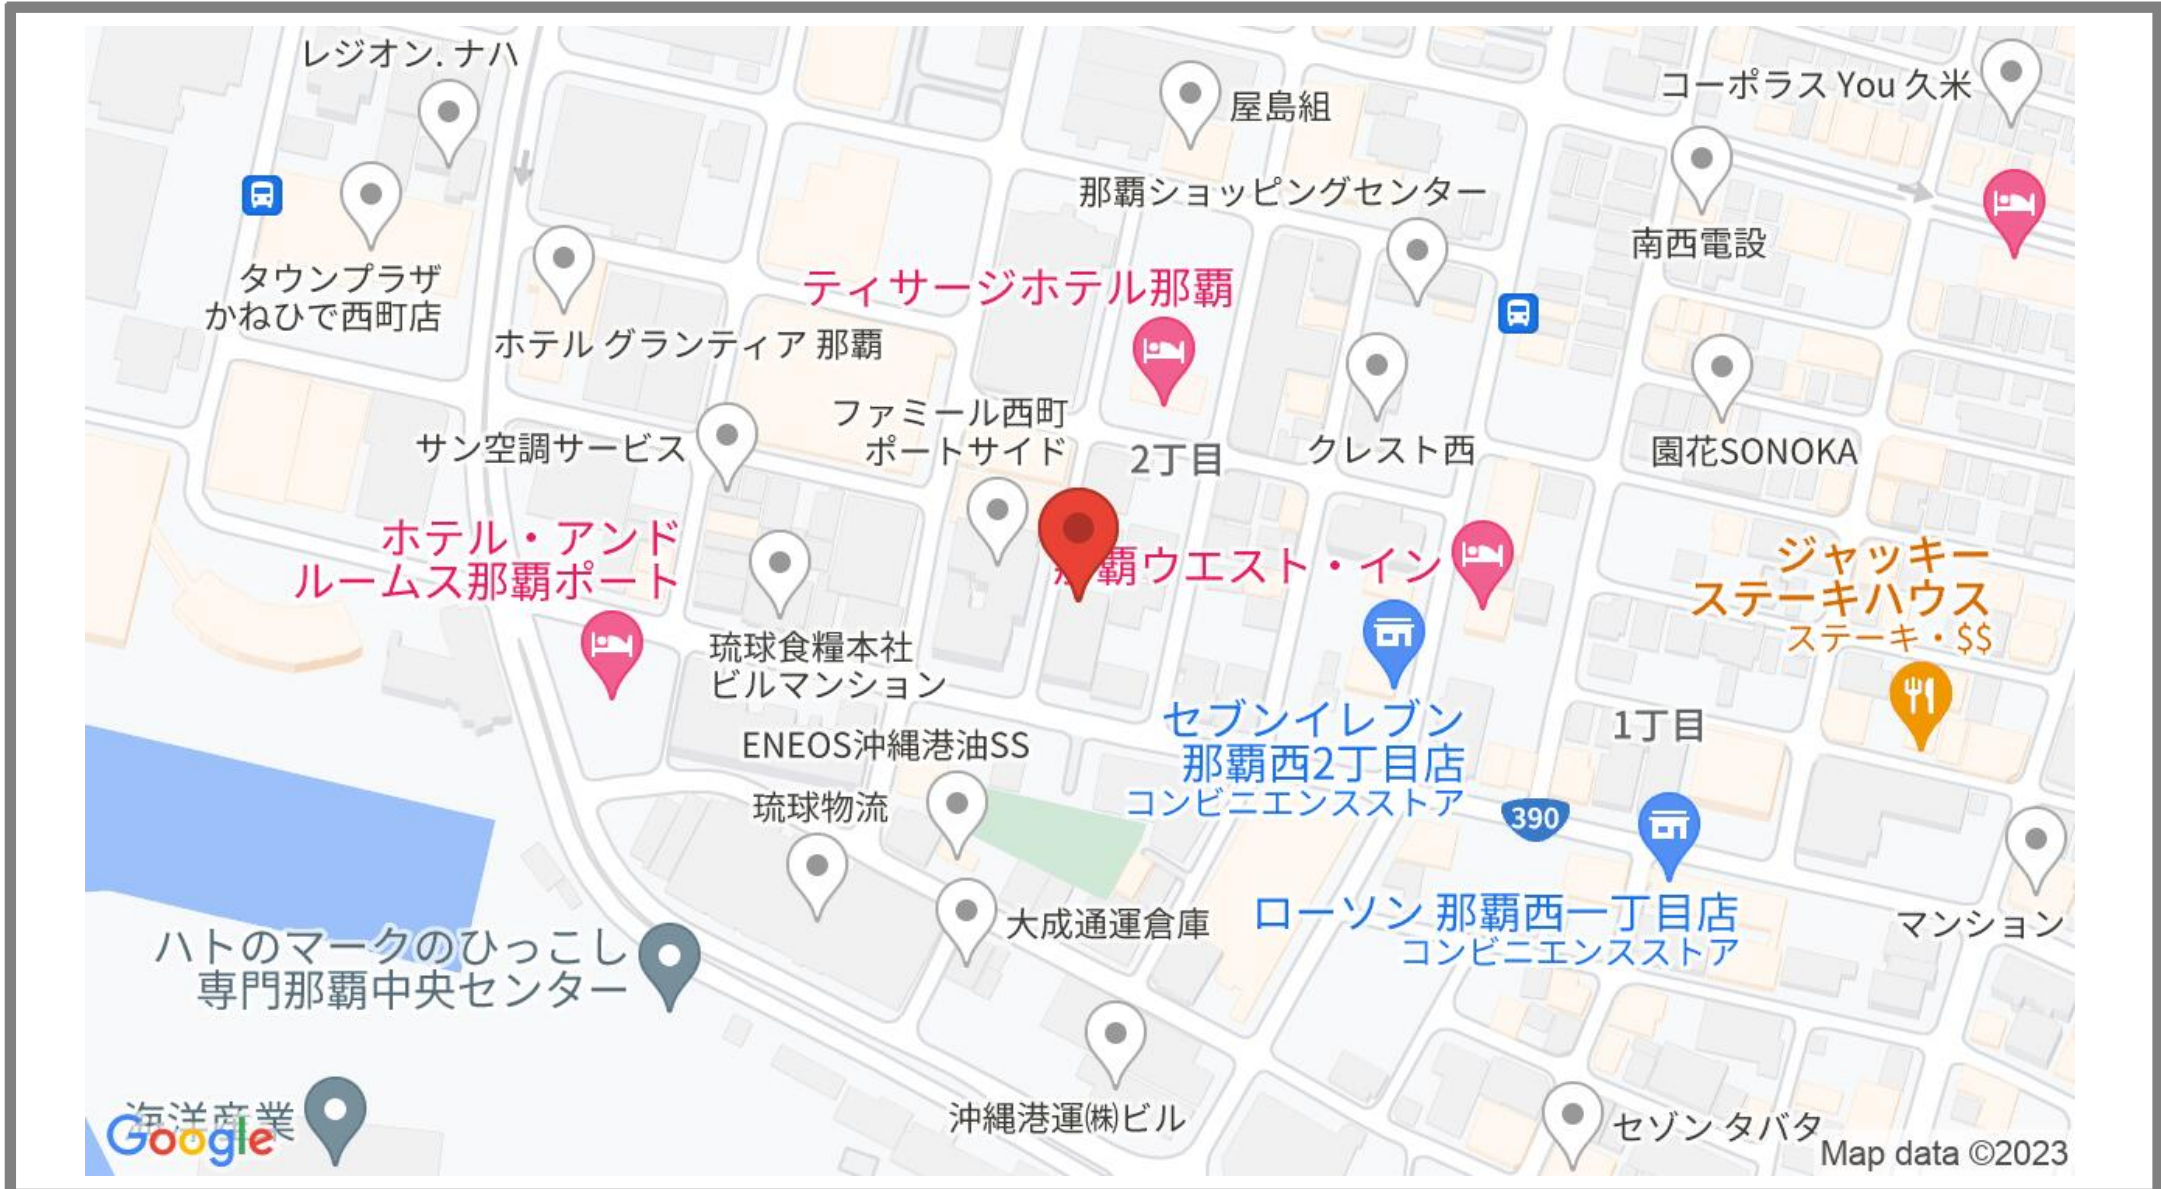 レジオン. ナハ
コーポラス You 久米
屋島組
那覇ショッピングセンター
南西電設
タウンプラザ
かねひで西町店
ティサージホテル那覇
ホテル グランティア 那覇
ファミール西町
ポートサイド
サン空調サービス
2丁目
クレスト西
園花SONOKA
ホテル・アンド
ルームス那覇ポート
覇ウエスト・イン
ジャッキー
ステーキハウス
ステーキ・$$
琉球食糧本社
ビルマンション
セブンイレブン
那覇西2丁目店
コンビニエンスストア
1丁目
ENEOS沖縄港油SS
琉球物流
390
ローソン 那覇西一丁目店
コンビニエンスストア
大成通運倉庫
マンション
ハトのマークのひっこし
専門那覇中央センター
沖縄港運㈱ビル
海洋産業
セゾン タバタ
Google
Map data ©2023